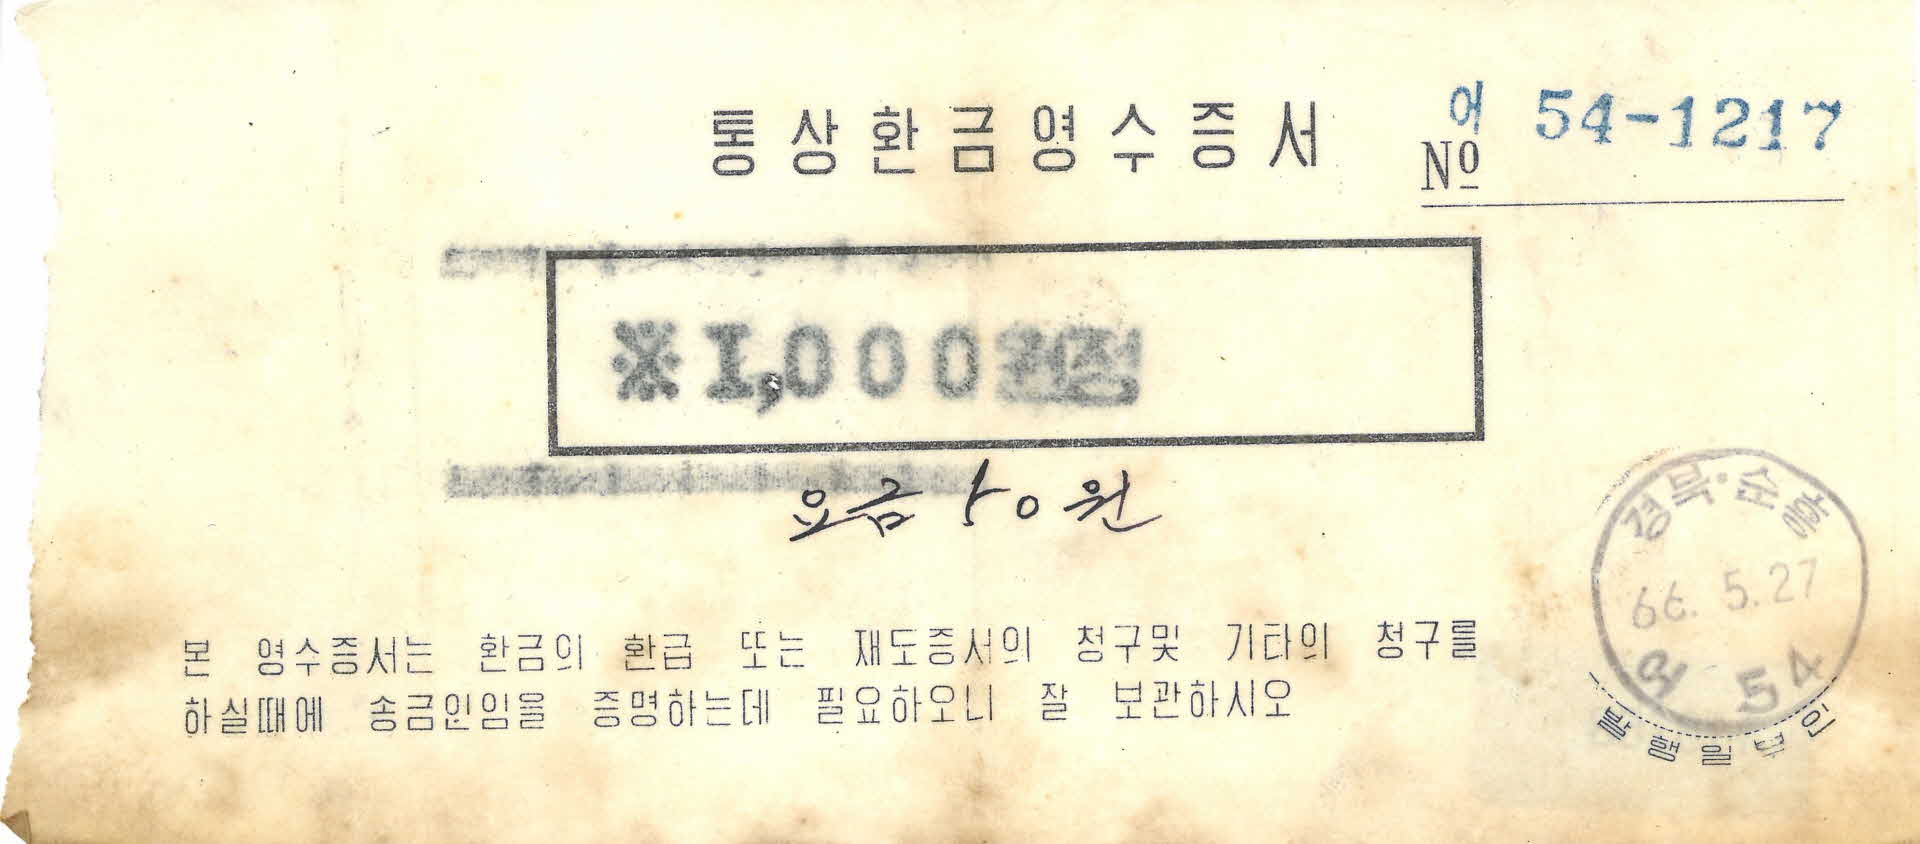 통상환금영수증서
어
№ 54-1217
※1,000원정
요금 50원
경북·순흥
66. 5. 27
어 54
발행일부인
본 영수증서는 환금의 환급 또는 재도증서의 청구및 기타의 청구를
하실때에 송금인임을 증명하는데 필요하오니 잘 보관하시오